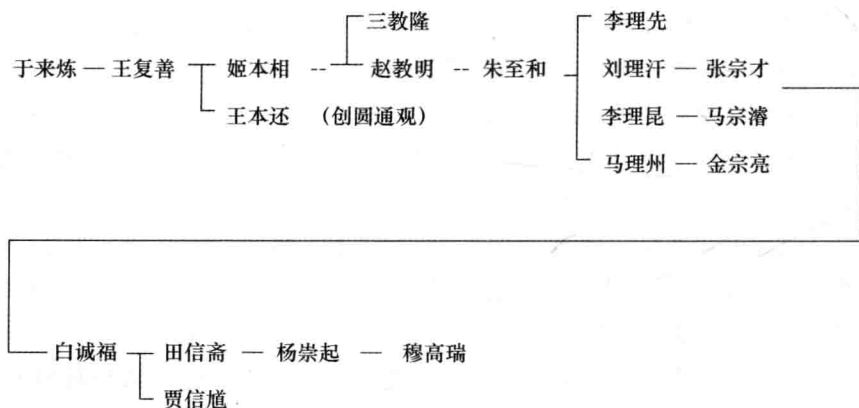 三教隆 李理先
于来炼 — 王复善 姬本相 -- 赵教明 -- 朱至和 刘理汗 — 张宗才
王本还 (创圆通观) 李理昆 — 马宗濬
马理州 — 金宗亮
白诚福 田信斋 — 杨崇起 — 穆高瑞
贾信馗